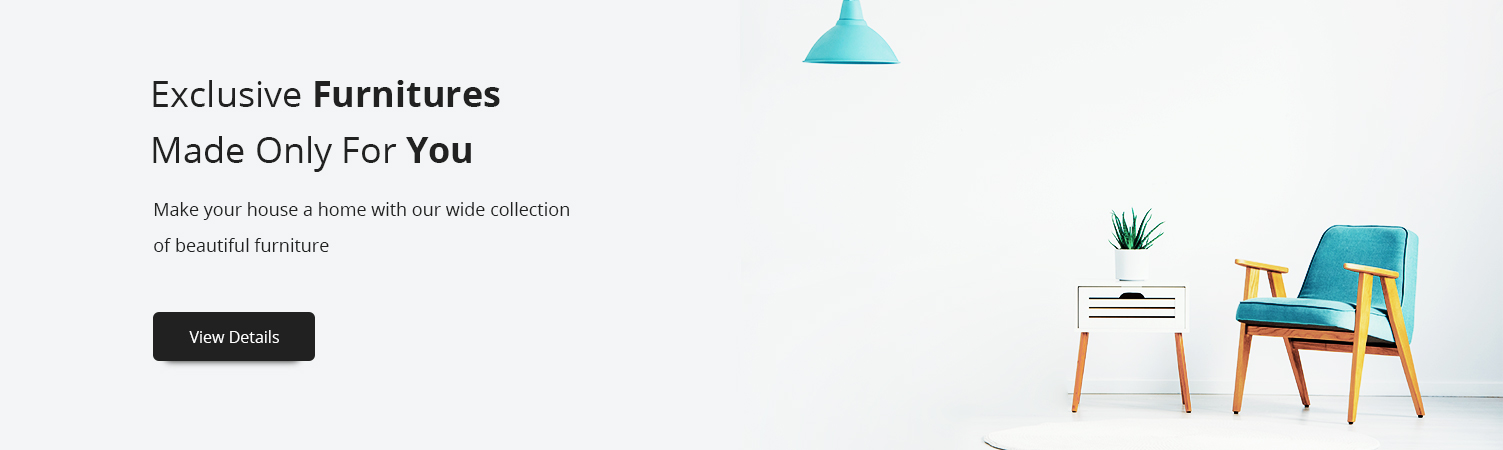 Exclusive Furnitures
Made Only For You
Make your house a home with our wide collection
of beautiful furniture
View Details